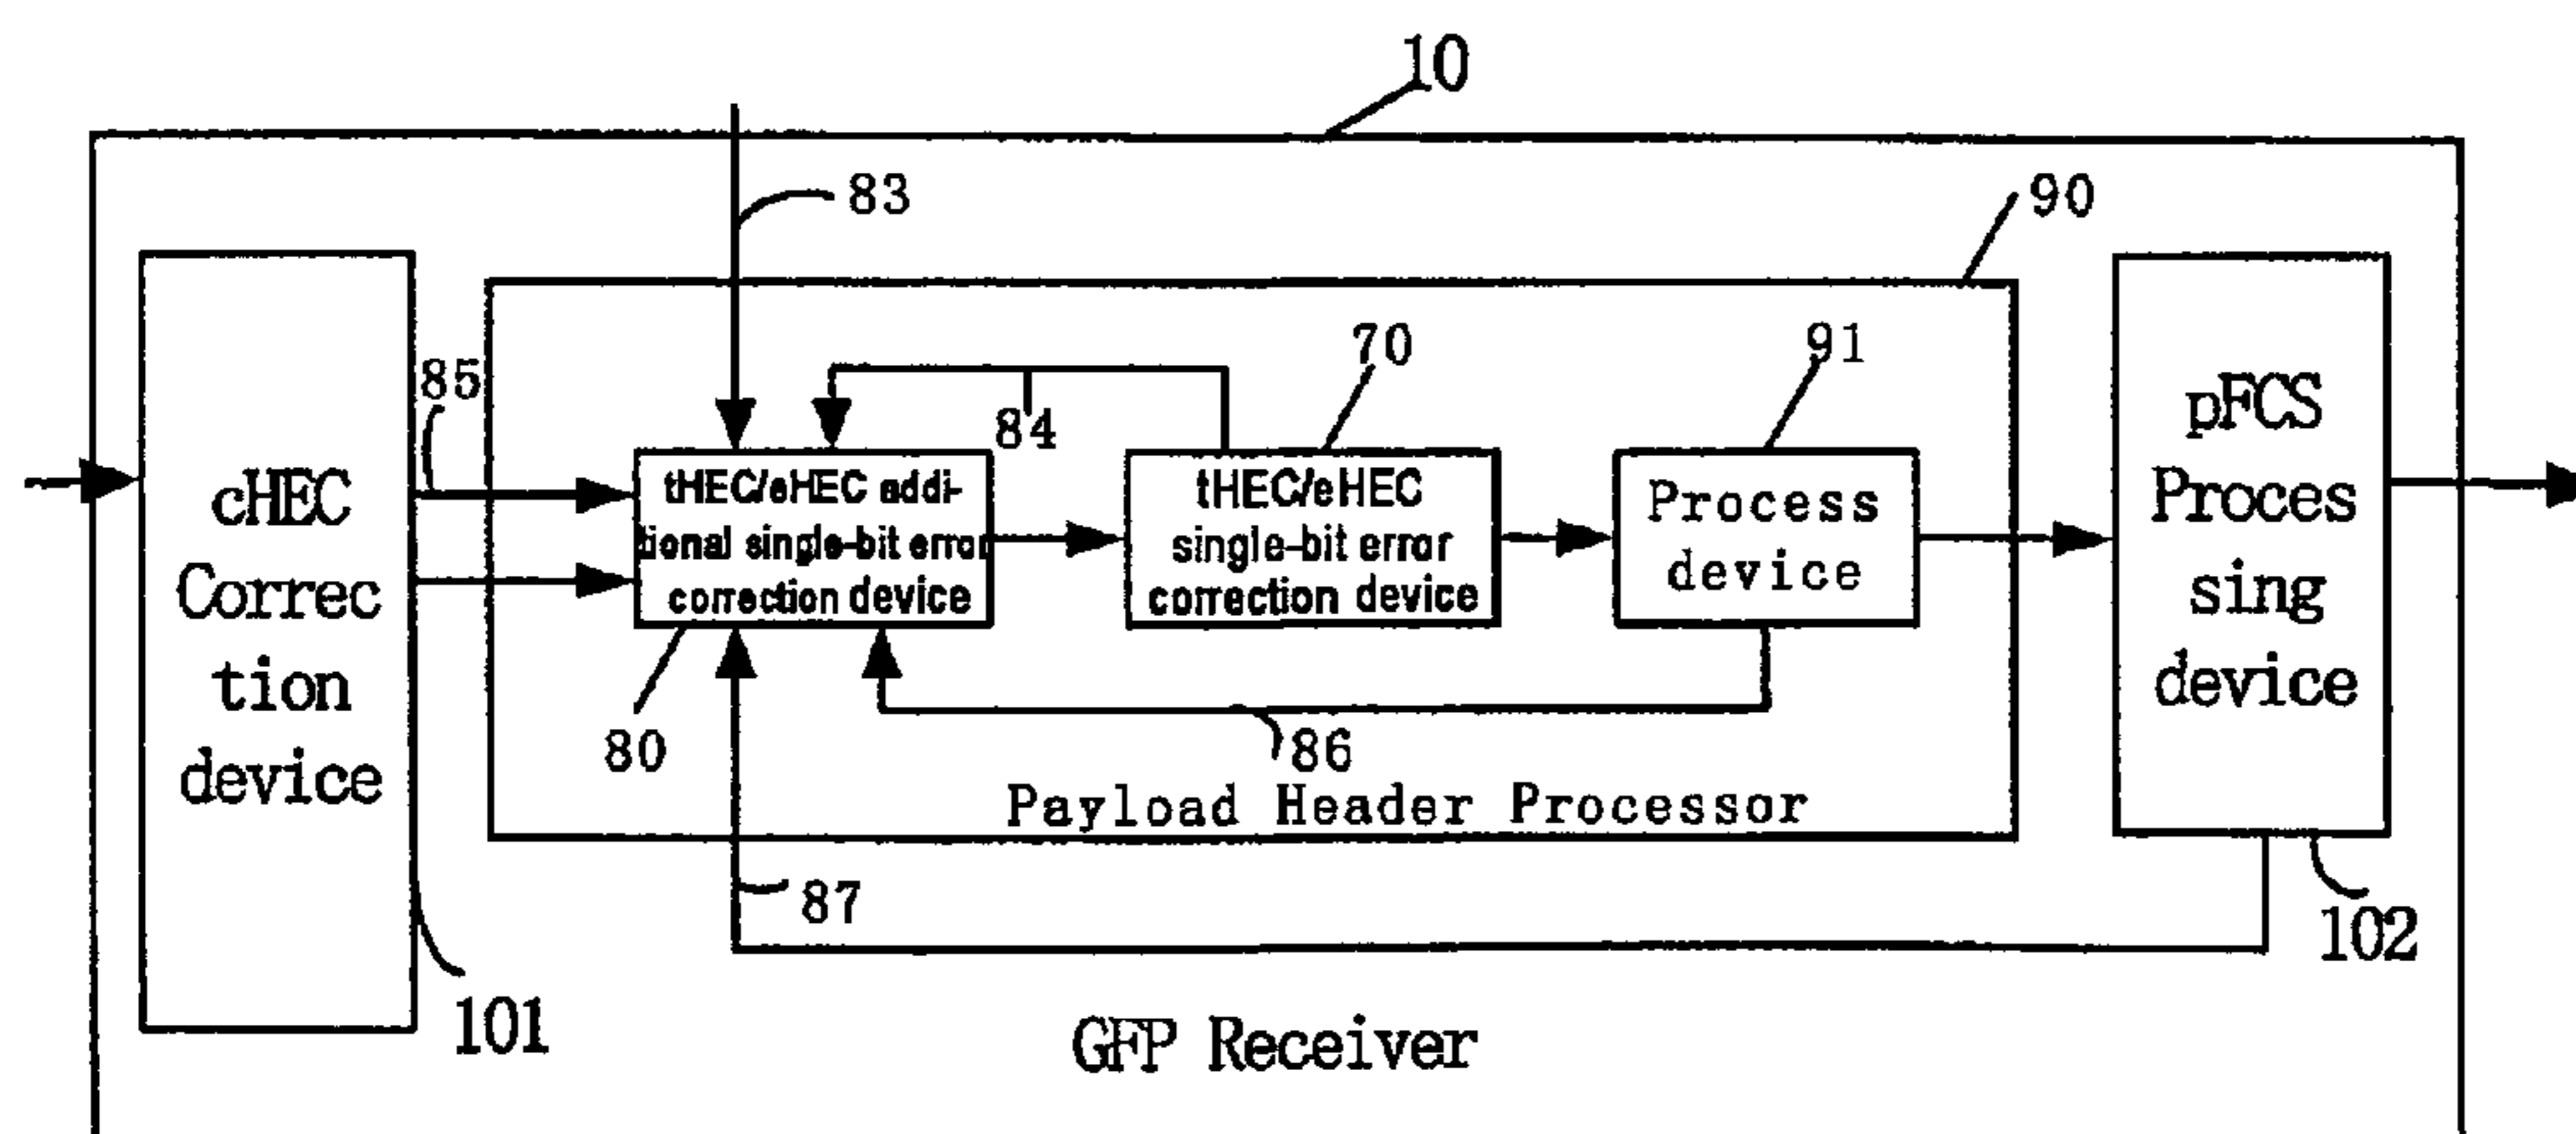 10
83
90
85
84
70
91
cHEC
Correc
tion
device
tHEC/eHEC addi-
tional single-bit error
correction device
tHEC/eHEC
single-bit error
correction device
Process
device
pFCS
Proces
sing
device
80
86
Payload Header Processor
87
102
101
GFP Receiver